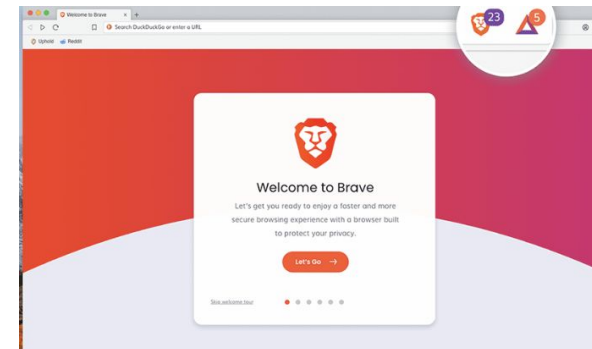 Welcome to Brave
Search DuckDuckGo or enter a URL
Uphold Reddit
23
5
Welcome to Brave
Let's get you ready to enjoy a faster and more
secure browsing experience with a browser built
to protect your privacy.
Let's Go
Skip welcome tour